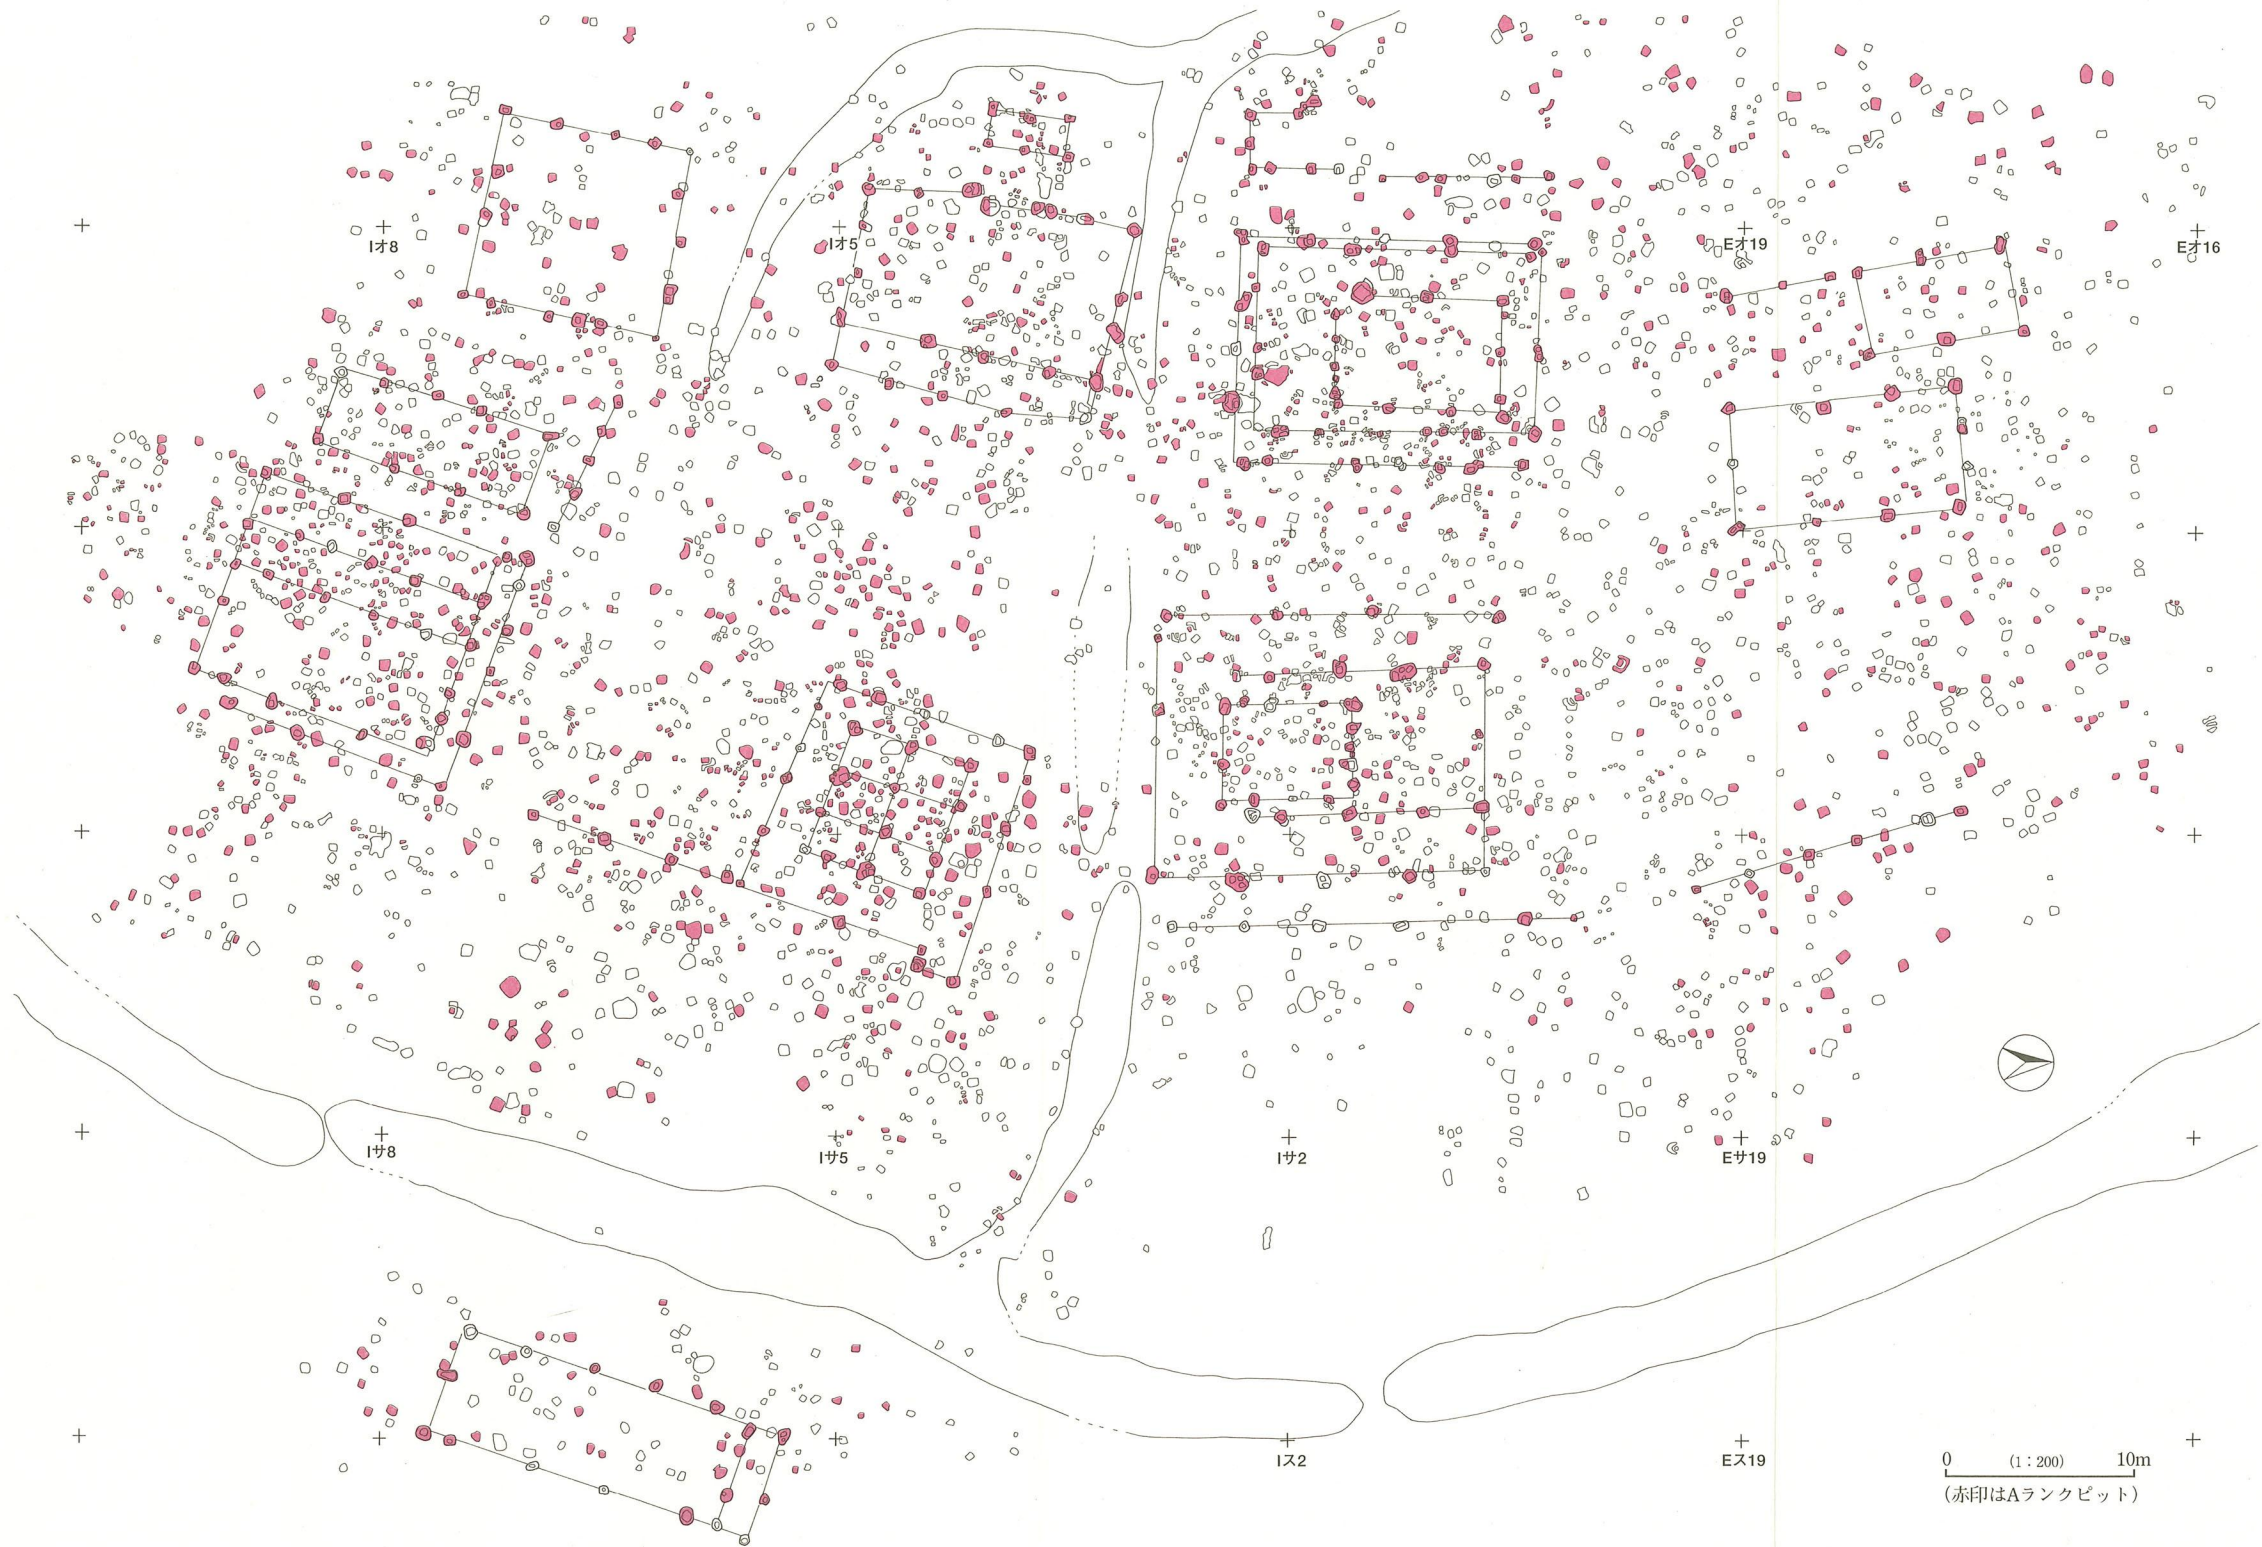 Iオ8
Iオ5
Eオ19
Eオ16
Iサ8
Iサ5
Iサ2
Eサ19
Iス2
Eス19
0 (1:200) 10m
(赤印はAランクピット)